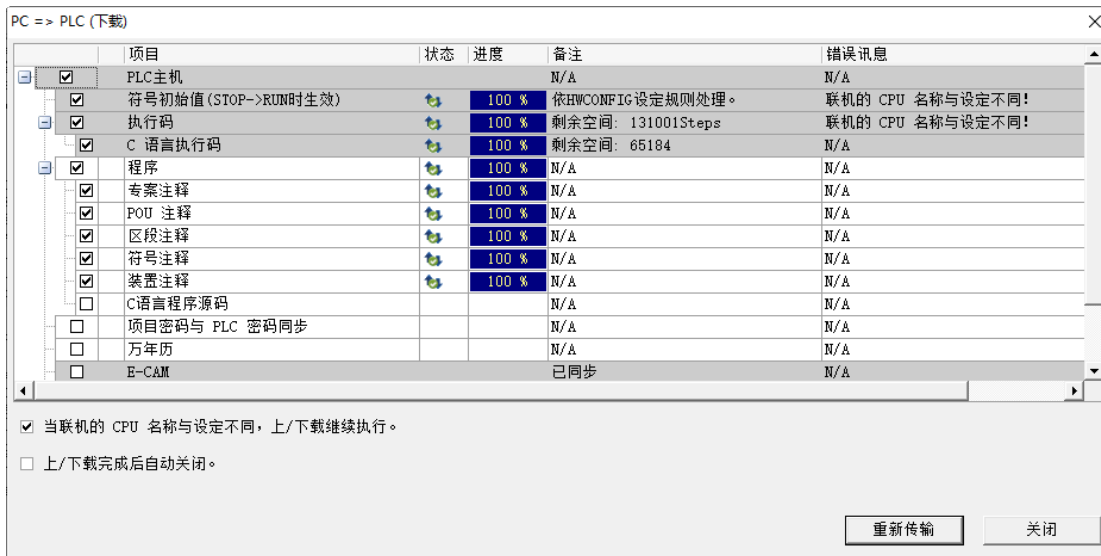 PC => PLC (下载)
项目 状态 进度 备注 错误讯息
PLC主机 N/A N/A
符号初始值(STOP->RUN时生效) 100 % 依HWCONFIG设定规则处理。 联机的 CPU 名称与设定不同!
执行码 100 % 剩余空间: 131001Steps 联机的 CPU 名称与设定不同!
C 语言执行码 100 % 剩余空间: 65184 N/A
程序 100 % N/A N/A
专案注释 100 % N/A N/A
POU 注释 100 % N/A N/A
区段注释 100 % N/A N/A
符号注释 100 % N/A N/A
装置注释 100 % N/A N/A
C语言程序源码 N/A N/A
项目密码与 PLC 密码同步 N/A N/A
万年历 N/A N/A
E-CAM 已同步 N/A
当联机的 CPU 名称与设定不同，上/下载继续执行。
上/下载完成后自动关闭。
重新传输 关闭